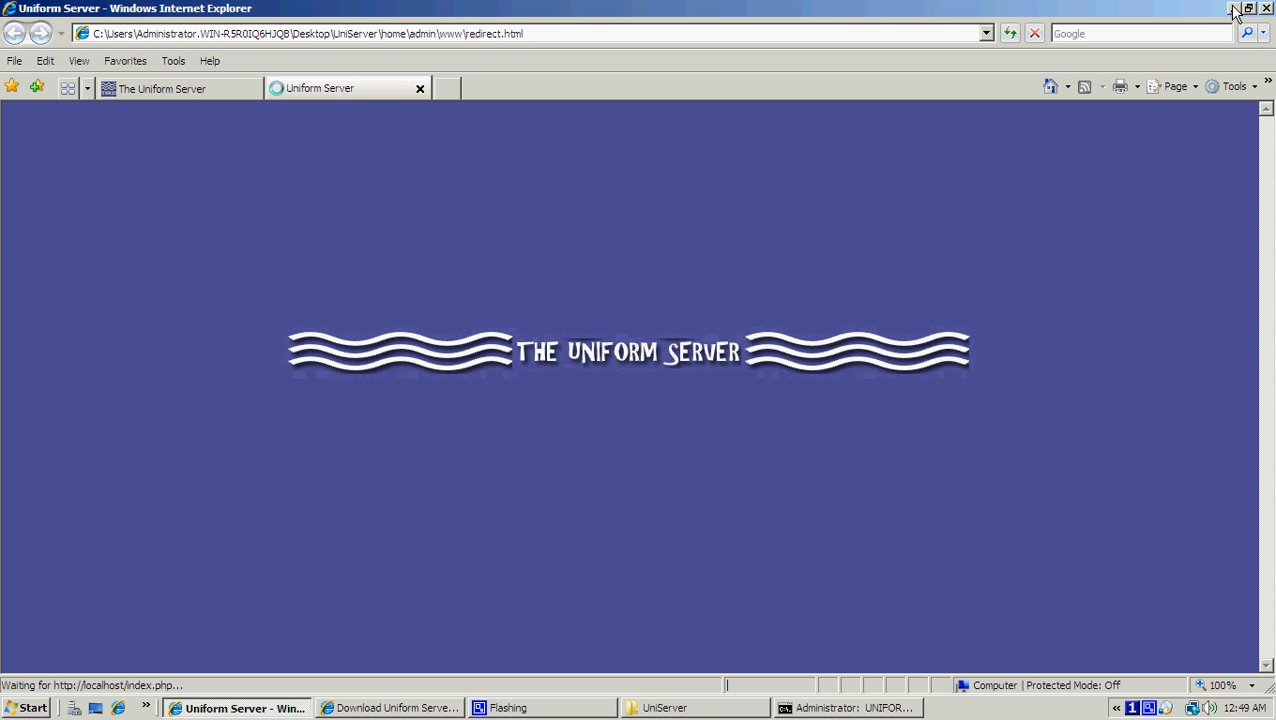 Uniform Server - Windows Internet Explorer
C:\Users\Administrator.WIN-R5R0IQ6HJQB\Desktop\UniServer\home\admin\www\redirect.html
Google
File Edit View Favorites Tools Help
The Uniform Server
Uniform Server
Page
Tools
THE UNIFORM SERVER
Waiting for http://localhost/index.php...
Computer | Protected Mode: Off
100%
Start
Uniform Server - Win...
Download Uniform Serve...
Flashing
UniServer
Administrator: UNIFOR...
1
12:49 AM